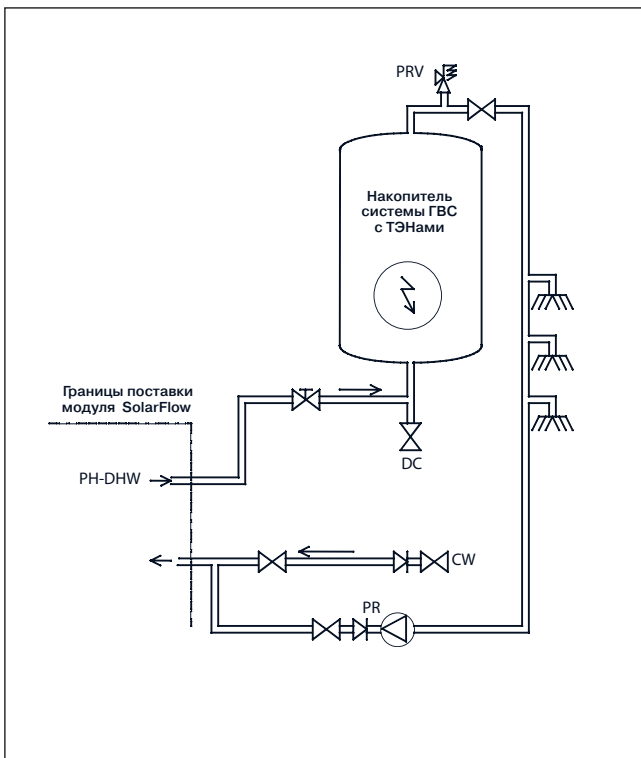 PRV
Накопитель
системы ГВС
с ТЭНами
Границы поставки
модуля SolarFlow
PH-DHW
DC
CW
PR